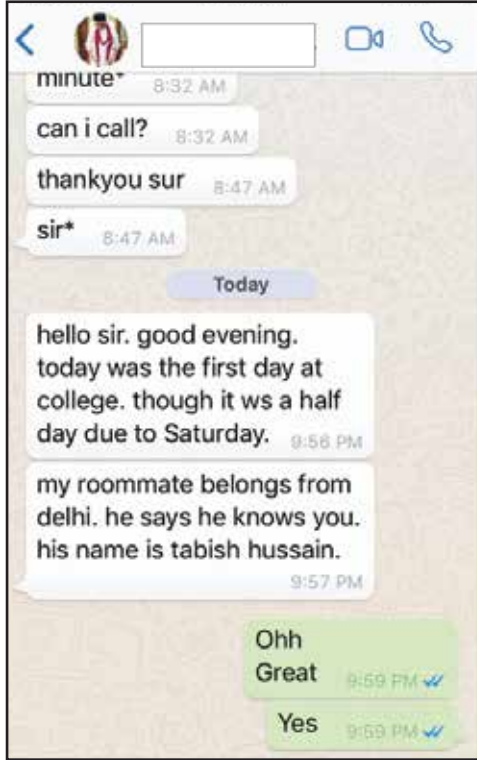 minute*
8:32 AM
can i call?
8:32 AM
thankyou sur
8:47 AM
sir*
8:47 AM
Today
hello sir. good evening.
today was the first day at
college. though it ws a half
day due to Saturday.
9:56 PM
my roommate belongs from
delhi. he says he knows you.
his name is tabish hussain.
9:57 PM
Ohh
Great
9:59 PM
Yes
9:59 PM